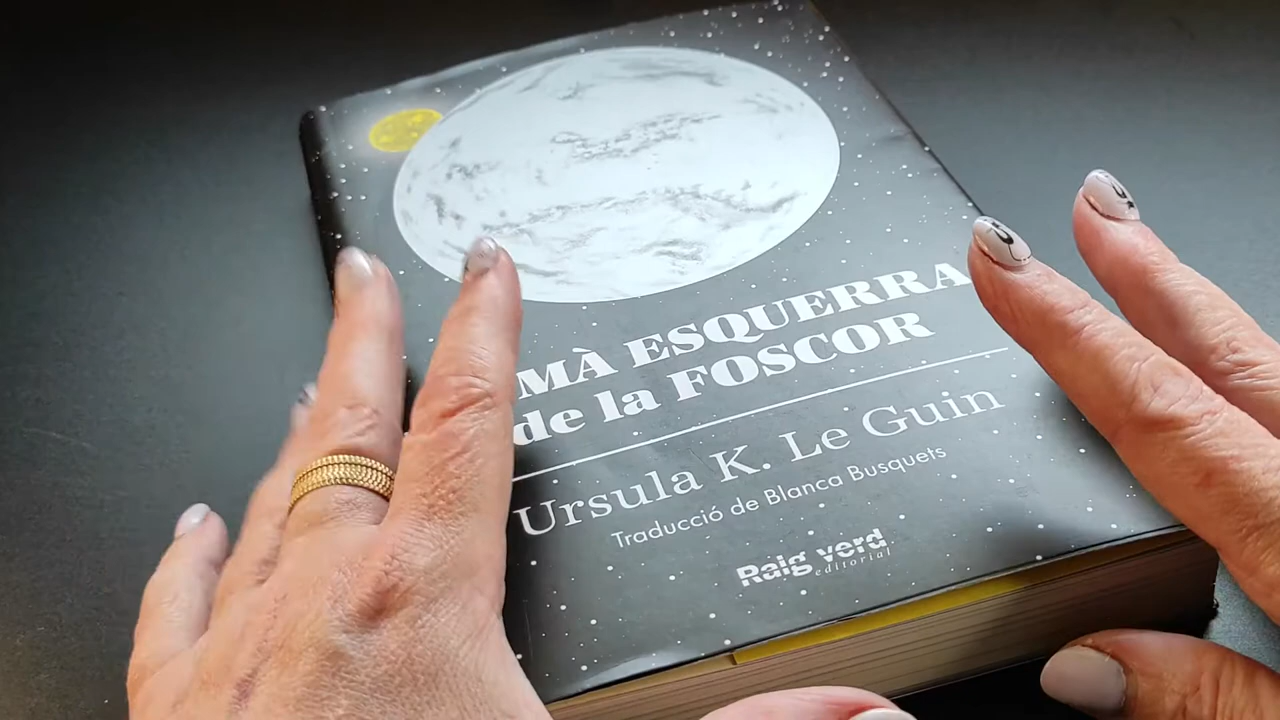 MÀ ESQUERRA
de la FOSCOR
Ursula K. Le Guin
Traducció de Blanca Busquets
Raig verd
editorial